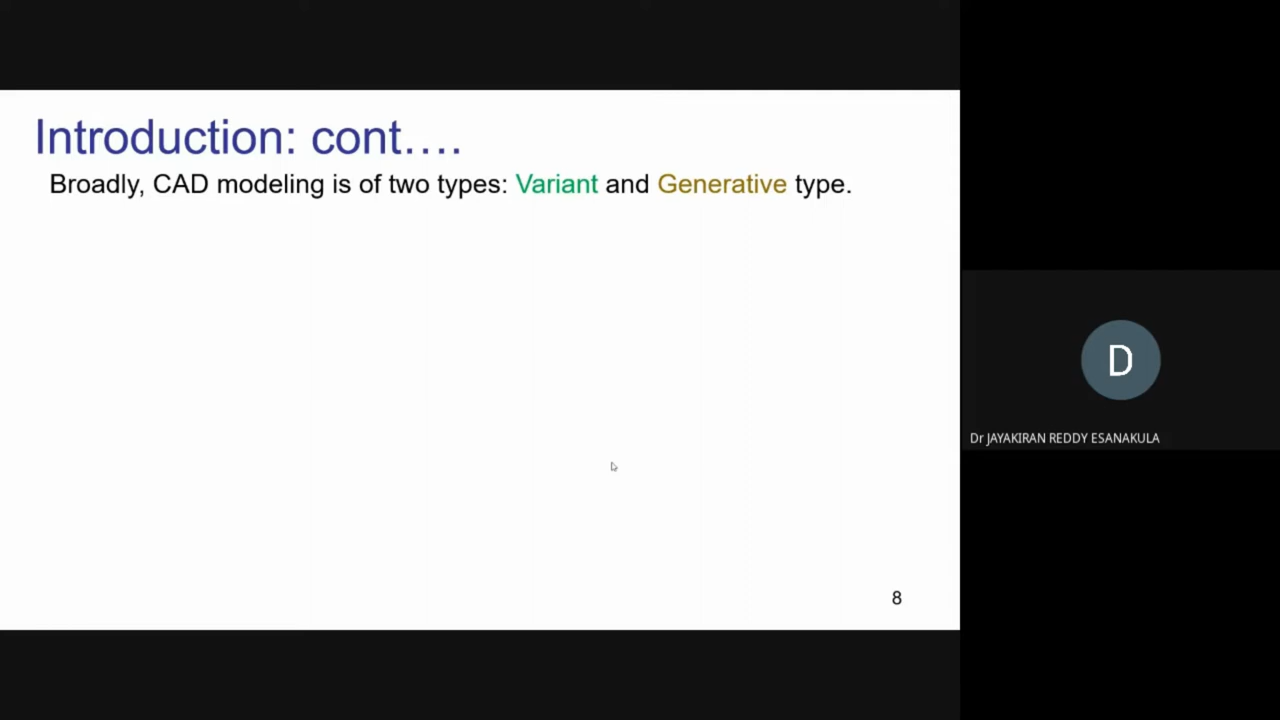 Introduction: cont….
Broadly, CAD modeling is of two types: Variant and Generative type.
8
D
Dr JAYAKIRAN REDDY ESANAKULA